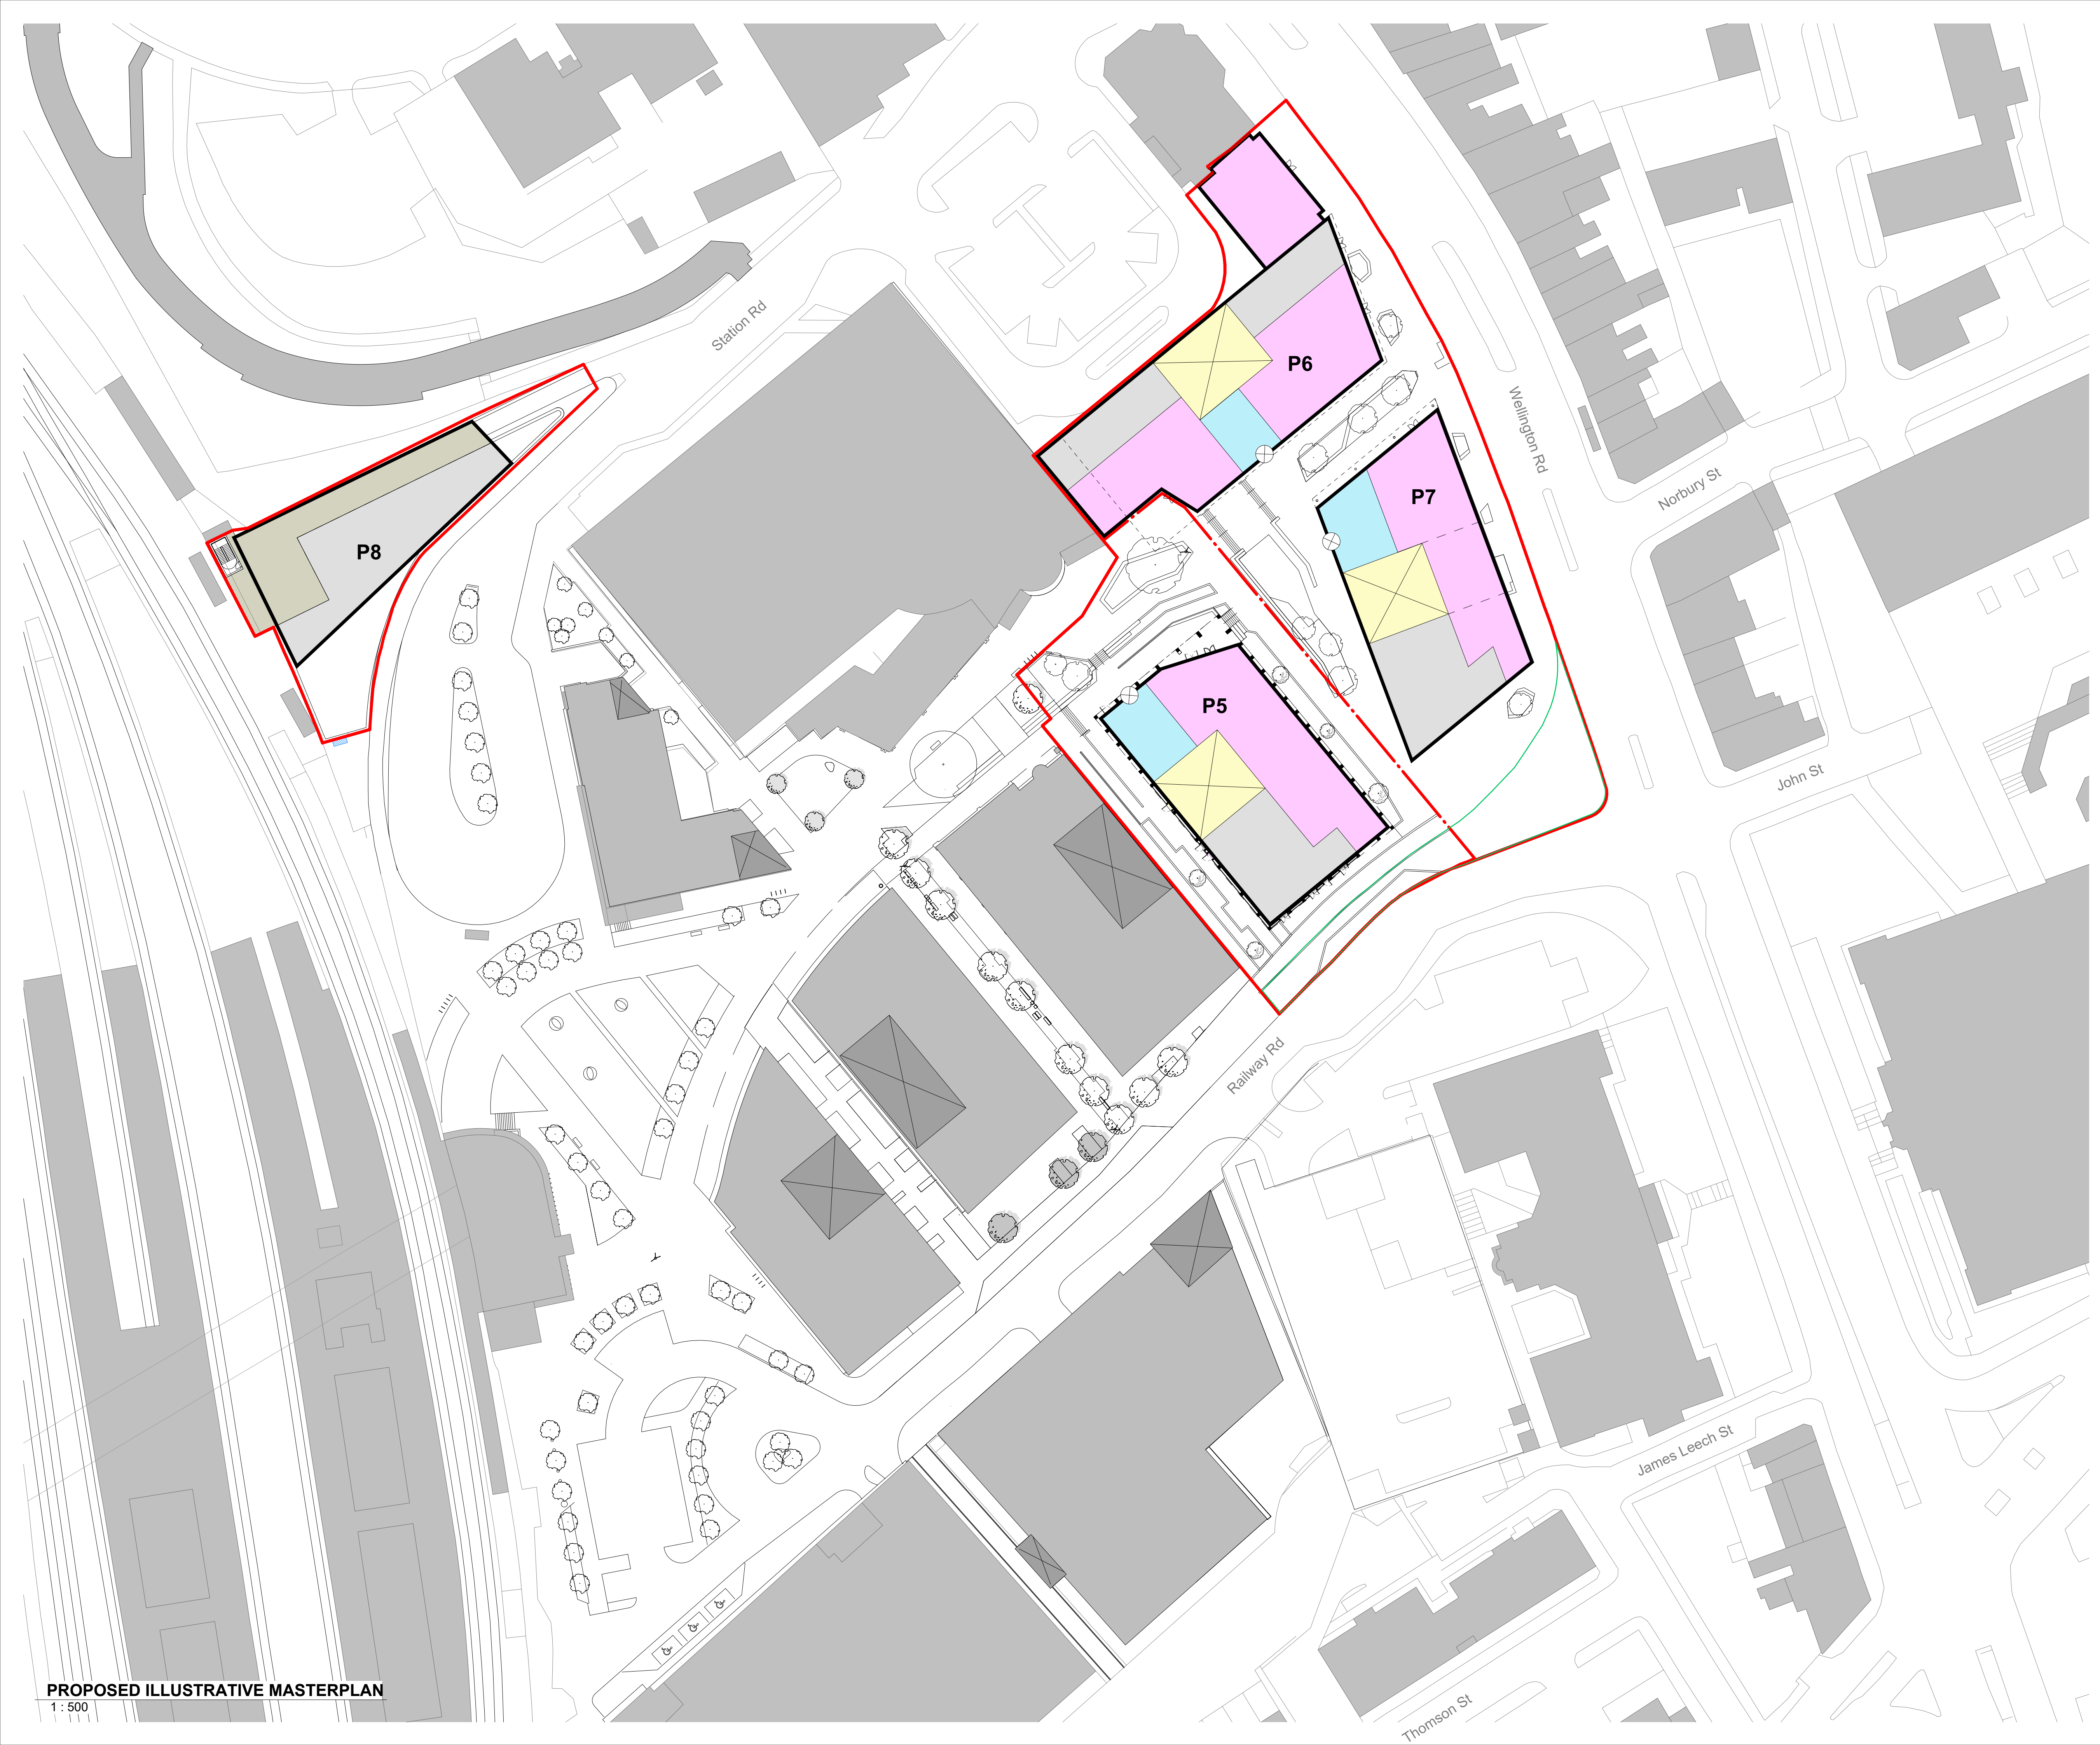 Station Rd
P6
Wellington Rd
Norbury St
P7
P8
P5
John St
Railway Rd
James Leech St
Thomson St
PROPOSED ILLUSTRATIVE MASTERPLAN
1 : 500